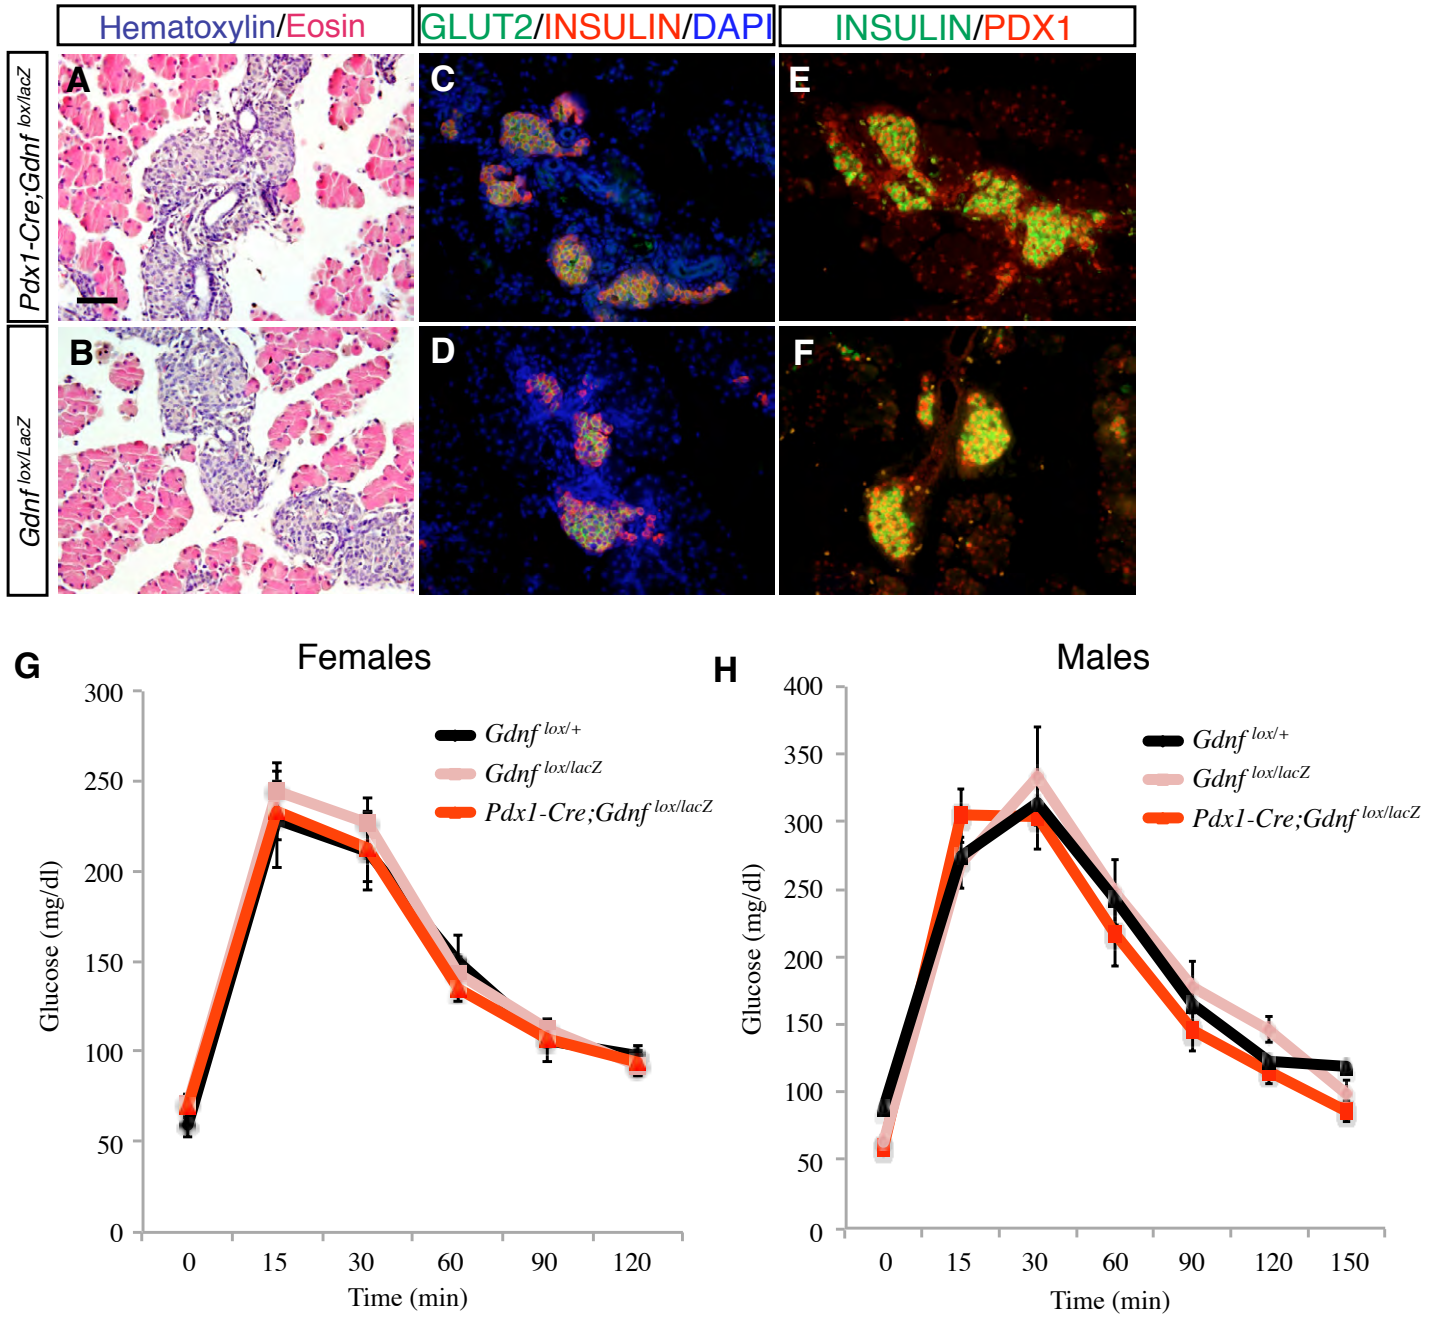 Hematoxylin/Eosin
GLUT2/INSULIN/DAPI
INSULIN/PDX1
Pdx1-Cre;Gdnf lox/lacZ
A
C
E
Gdnf lox/LacZ
B
D
F
G
Females
300
250
200
150
100
50
0
Glucose (mg/dl)
Gdnf lox/+
Gdnf lox/lacZ
Pdx1-Cre;Gdnf lox/lacZ
0 15 30 60 90 120
Time (min)
H
Males
400
350
300
250
200
150
100
50
0
Glucose (mg/dl)
Gdnf lox/+
Gdnf lox/lacZ
Pdx1-Cre;Gdnf lox/lacZ
0 15 30 60 90 120 150
Time (min)